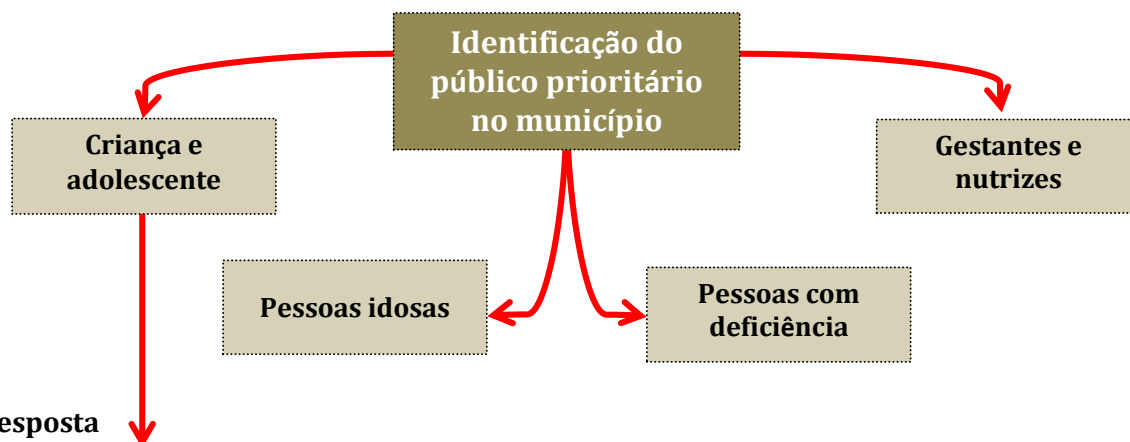 Identificação do
público prioritário
no município
Criança e
adolescente
Gestantes e
nutrizes
Pessoas idosas
Pessoas com
deficiência
esposta